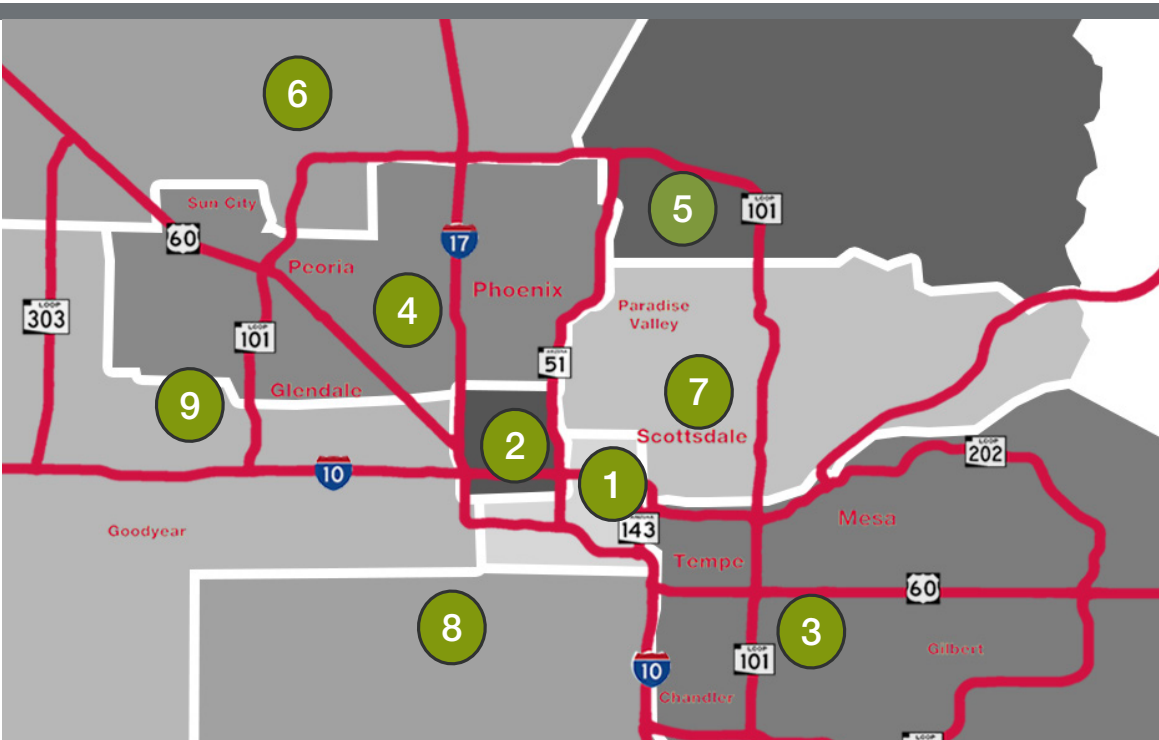 6
Sun City
5
LOOP
101
60
17
Peoria
Phoenix
4
LOOP
303
Paradise
Valley
LOOP
101
51
7
9
Glendale
Scottsdale
2
LOOP
202
10
1
Goodyear
143
Mesa
Tempe
60
8
3
Gilbert
10
LOOP
101
Chandler
LOOP